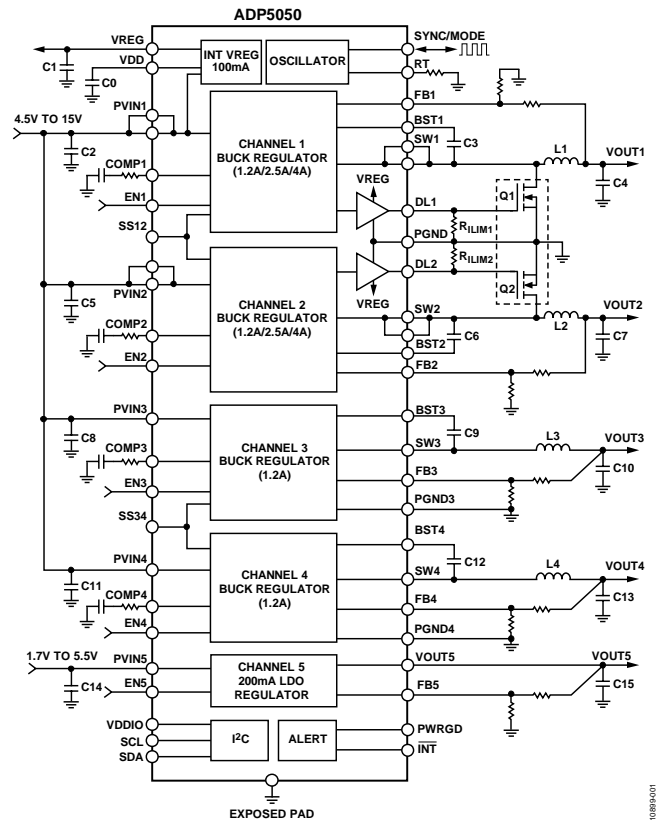 ADP5050
VREG
VDD
C1
C0
INT VREG
100mA
OSCILLATOR
SYNC/MODE
RT
4.5V TO 15V
PVIN1
C2
COMP1
EN1
SS12
CHANNEL 1
BUCK REGULATOR
(1.2A/2.5A/4A)
FB1
BST1
SW1
C3
L1
VOUT1
C4
VREG
DL1
Q1
RILIM1
PGND
RILIM2
DL2
Q2
VREG
C5
PVIN2
COMP2
EN2
CHANNEL 2
BUCK REGULATOR
(1.2A/2.5A/4A)
SW2
C6
BST2
FB2
L2
VOUT2
C7
PVIN3
C8
COMP3
EN3
SS34
CHANNEL 3
BUCK REGULATOR
(1.2A)
BST3
C9
SW3
L3
VOUT3
C10
FB3
PGND3
PVIN4
C11
COMP4
EN4
CHANNEL 4
BUCK REGULATOR
(1.2A)
BST4
C12
SW4
L4
VOUT4
C13
FB4
PGND4
1.7V TO 5.5V
PVIN5
C14
EN5
CHANNEL 5
200mA LDO
REGULATOR
VOUT5
VOUT5
FB5
C15
VDDIO
SCL
SDA
I2C
ALERT
PWRGD
INT
EXPOSED PAD
10899-001